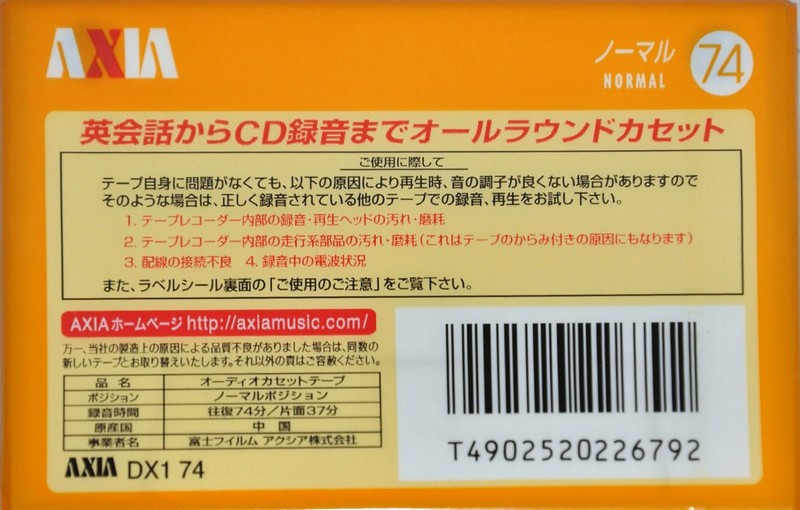 AXIA
ノーマル
NORMAL
74
英会話からCD録音までオールラウンドカセット
ご使用に際して
テープ自身に問題がなくても、以下の原因により再生時、音の調子が良くない場合がありますので
そのような場合は、正しく録音されている他のテープでの録音、再生をお試し下さい。
1. テープレコーダー内部の録音・再生ヘッドの汚れ・磨耗
2. テープレコーダー内部の走行系部品の汚れ・磨耗(これはテープのからみ付きの原因にもなります)
3. 配線の接続不良 4. 録音中の電波状況
また、ラベルシール裏面の「ご使用のご注意」をご覧下さい。
AXIAホームページ http://axiamusic.com/
万一、当社の製造上の原因による品質不良がありました場合は、同数の
新しいテープとお取り替えいたします。それ以外の責はご容赦ください。
品名 オーディオカセットテープ
ポジション ノーマルポジション
録音時間 往復74分/片面37分
原産国 中国
事業者名 富士フイルム アクシア株式会社
AXIA DX1 74
T4902520226792